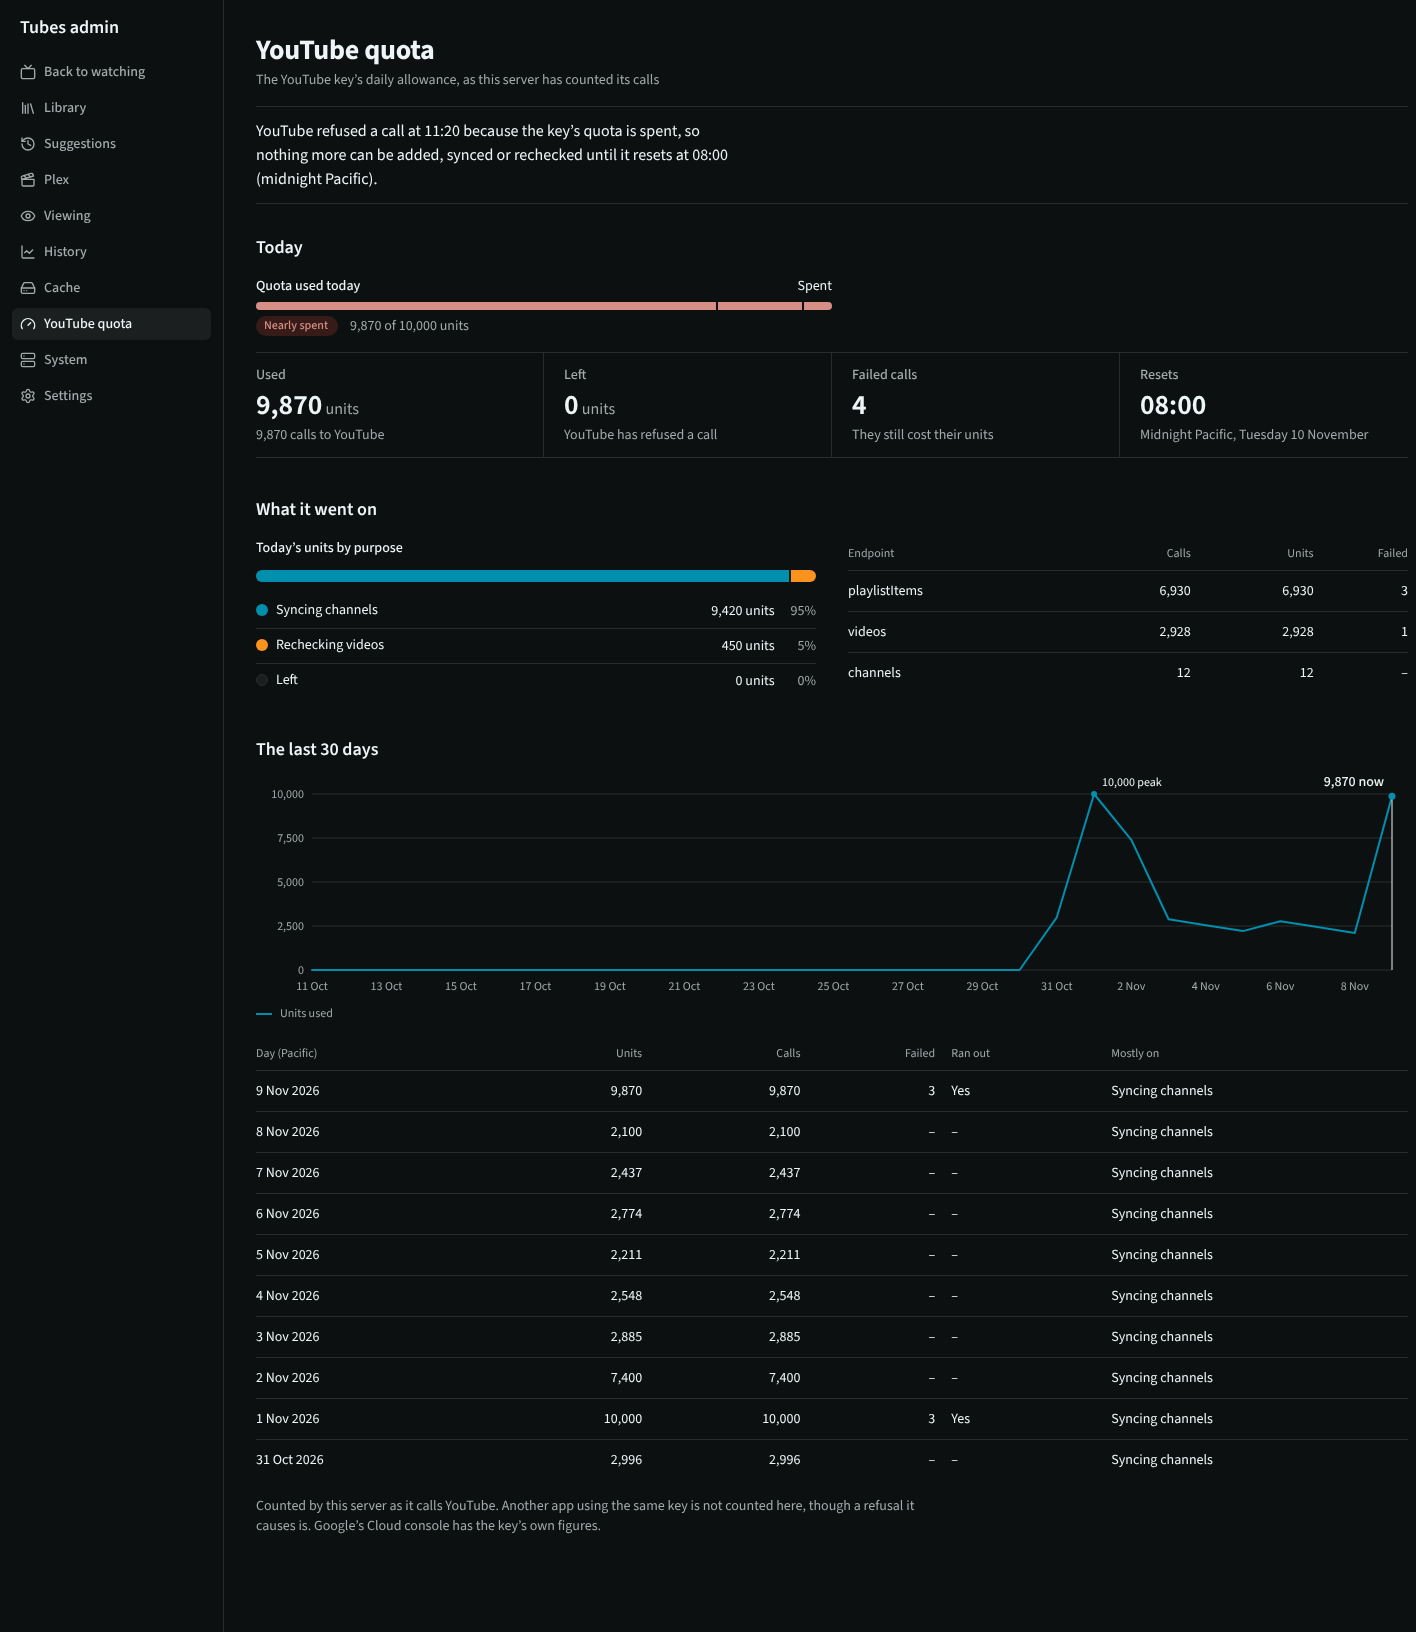 Tubes admin
Back to watching
Library
Suggestions
Plex
Viewing
History
Cache
YouTube quota
System
Settings
YouTube quota
The YouTube key’s daily allowance, as this server has counted its calls
YouTube refused a call at 11:20 because the key’s quota is spent, so
nothing more can be added, synced or rechecked until it resets at 08:00
(midnight Pacific).
Today
Quota used today Spent
Nearly spent 9,870 of 10,000 units
Used Left Failed calls Resets
9,870 units 0 units 4 08:00
9,870 calls to YouTube YouTube has refused a call They still cost their units Midnight Pacific, Tuesday 10 November
What it went on
Today’s units by purpose
Syncing channels 9,420 units 95%
Rechecking videos 450 units 5%
Left 0 units 0%
Endpoint Calls Units Failed
playlistItems 6,930 6,930 3
videos 2,928 2,928 1
channels 12 12 –
The last 30 days
10,000 peak 9,870 now
10,000
7,500
5,000
2,500
0
11 Oct 13 Oct 15 Oct 17 Oct 19 Oct 21 Oct 23 Oct 25 Oct 27 Oct 29 Oct 31 Oct 2 Nov 4 Nov 6 Nov 8 Nov
Units used
Day (Pacific) Units Calls Failed Ran out Mostly on
9 Nov 2026 9,870 9,870 3 Yes Syncing channels
8 Nov 2026 2,100 2,100 – – Syncing channels
7 Nov 2026 2,437 2,437 – – Syncing channels
6 Nov 2026 2,774 2,774 – – Syncing channels
5 Nov 2026 2,211 2,211 – – Syncing channels
4 Nov 2026 2,548 2,548 – – Syncing channels
3 Nov 2026 2,885 2,885 – – Syncing channels
2 Nov 2026 7,400 7,400 – – Syncing channels
1 Nov 2026 10,000 10,000 3 Yes Syncing channels
31 Oct 2026 2,996 2,996 – – Syncing channels
Counted by this server as it calls YouTube. Another app using the same key is not counted here, though a refusal it
causes is. Google’s Cloud console has the key’s own figures.